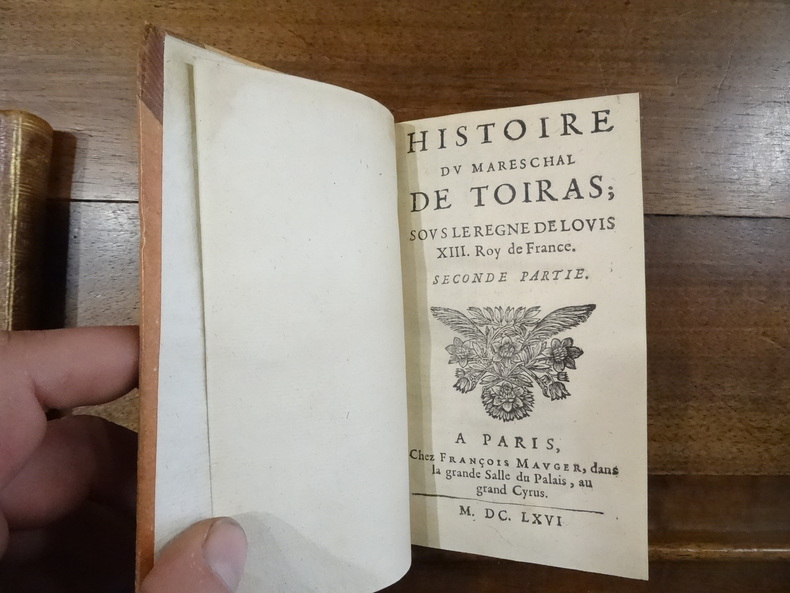 HISTOIRE
DV MARESCHAL
DE TOIRAS;
SOVS LE REGNE DE LOVIS
XIII. Roy de France.
SECONDE PARTIE.
A PARIS,
Chez FRANÇOIS MAVGER, dans
la grande Salle du Palais, au
grand Cyrus.
M. DC. LXVI